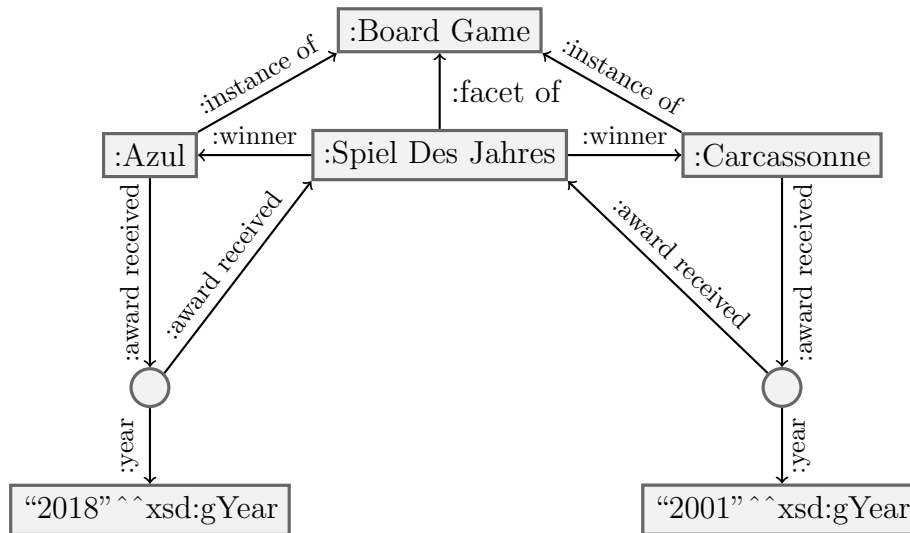 :Board Game
:instance of
:facet of
:instance of
:Azul
:winner
:Spiel Des Jahres
:winner
:Carcassonne
:award received
:award received
:award received
:award received
:year
:year
“2018”^^xsd:gYear
“2001”^^xsd:gYear